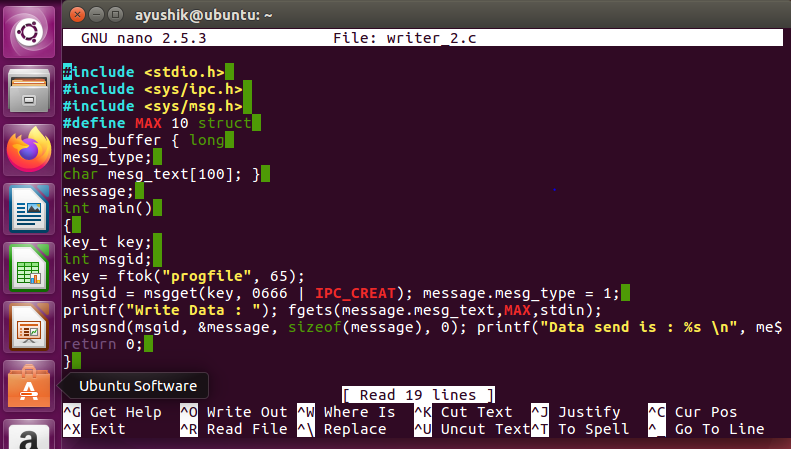 ayushik@ubuntu: ~
GNU nano 2.5.3 File: writer_2.c
#include <stdio.h>
#include <sys/ipc.h>
#include <sys/msg.h>
#define MAX 10 struct
mesg_buffer { long
mesg_type;
char mesg_text[100]; }
message;
int main()
{
key_t key;
int msgid;
key = ftok("progfile", 65);
 msgid = msgget(key, 0666 | IPC_CREAT); message.mesg_type = 1;
printf("Write Data : "); fgets(message.mesg_text,MAX,stdin);
 msgsnd(msgid, &message, sizeof(message), 0); printf("Data send is : %s \n", me$
return 0;
}
Ubuntu Software
[ Read 19 lines ]
^G Get Help ^O Write Out ^W Where Is ^K Cut Text ^J Justify ^C Cur Pos
^X Exit ^R Read File ^\ Replace ^U Uncut Text ^T To Spell ^_ Go To Line
A
a